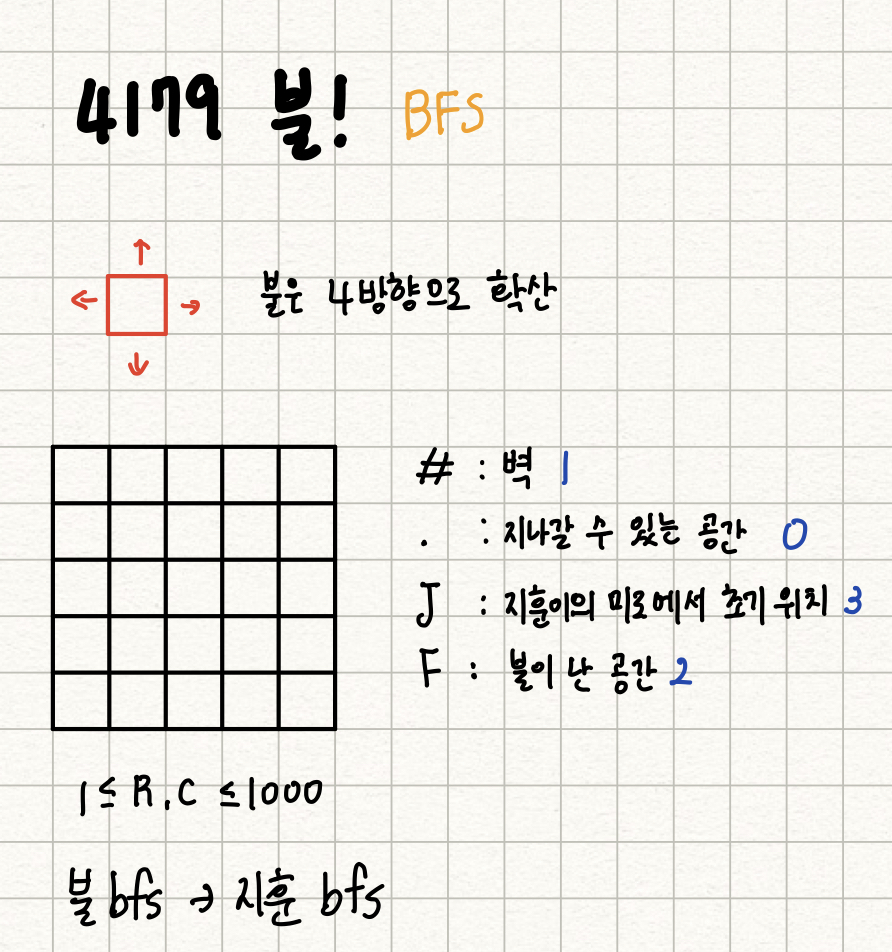 4179 불! BFS
불은 4방향으로 확산
# : 벽 1
. : 지나갈 수 있는 공간 0
J : 지훈이의 미로에서 초기 위치 3
F : 불이 난 공간 2
1 ≤ R, C ≤ 1000
불 bfs → 지훈 bfs